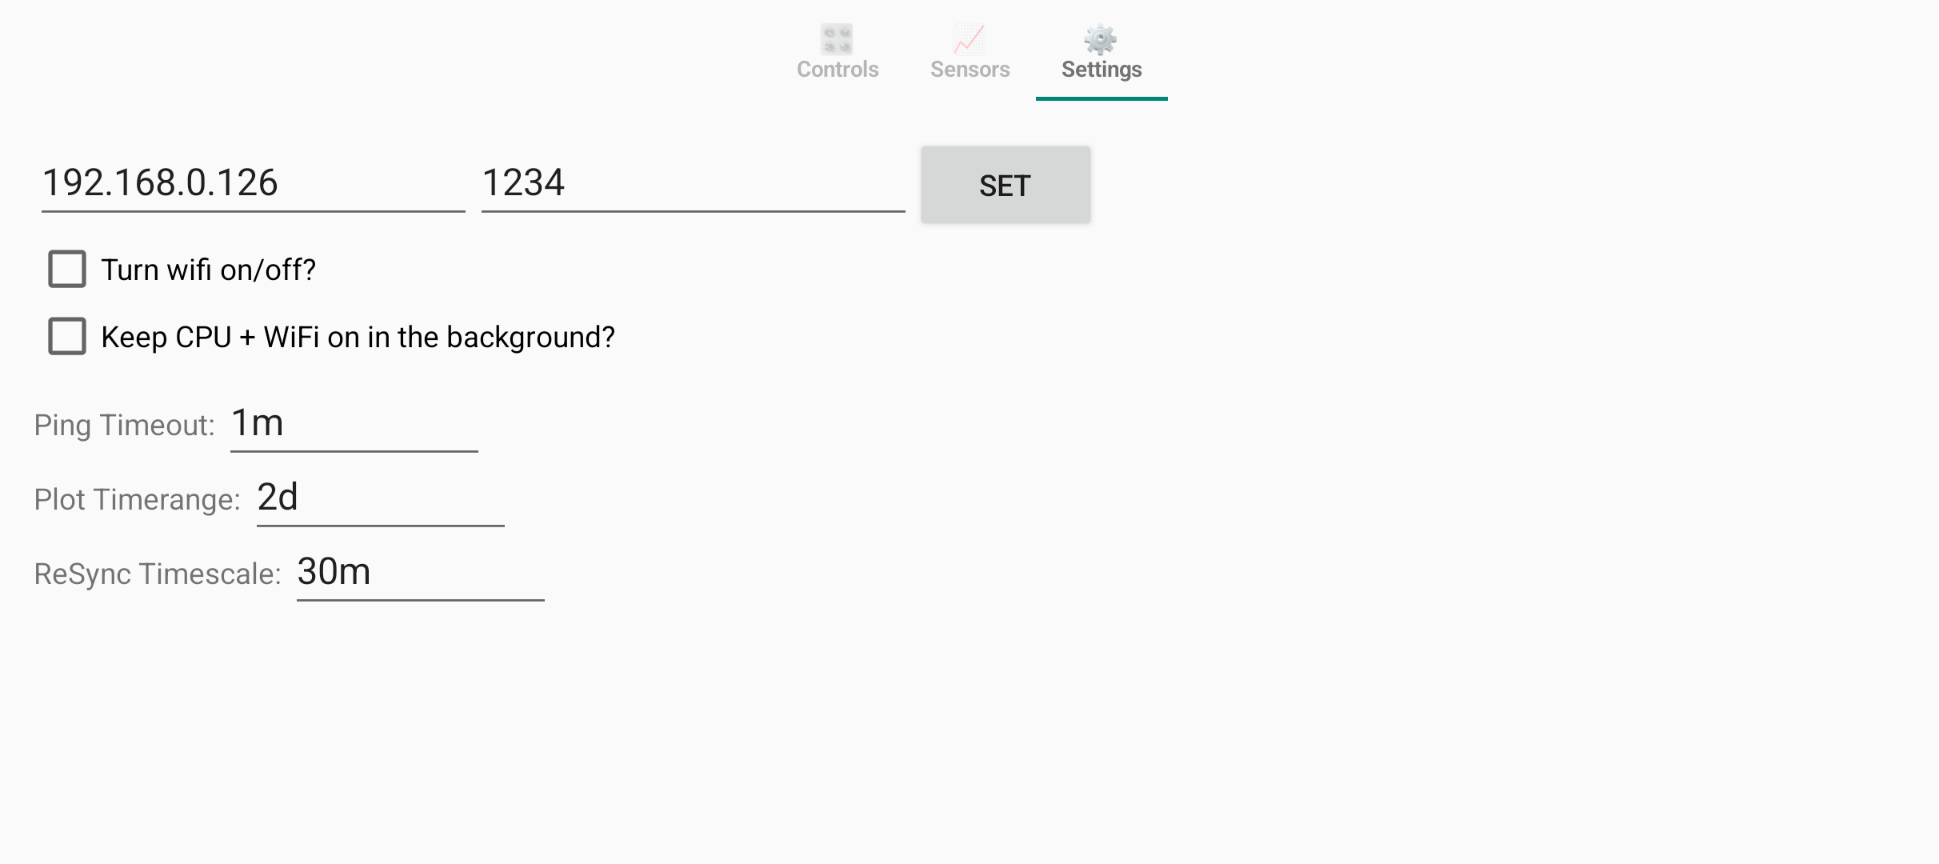 Controls Sensors Settings
192.168.0.126 1234 SET
Turn wifi on/off?
Keep CPU + WiFi on in the background?
Ping Timeout: 1m
Plot Timerange: 2d
ReSync Timescale: 30m